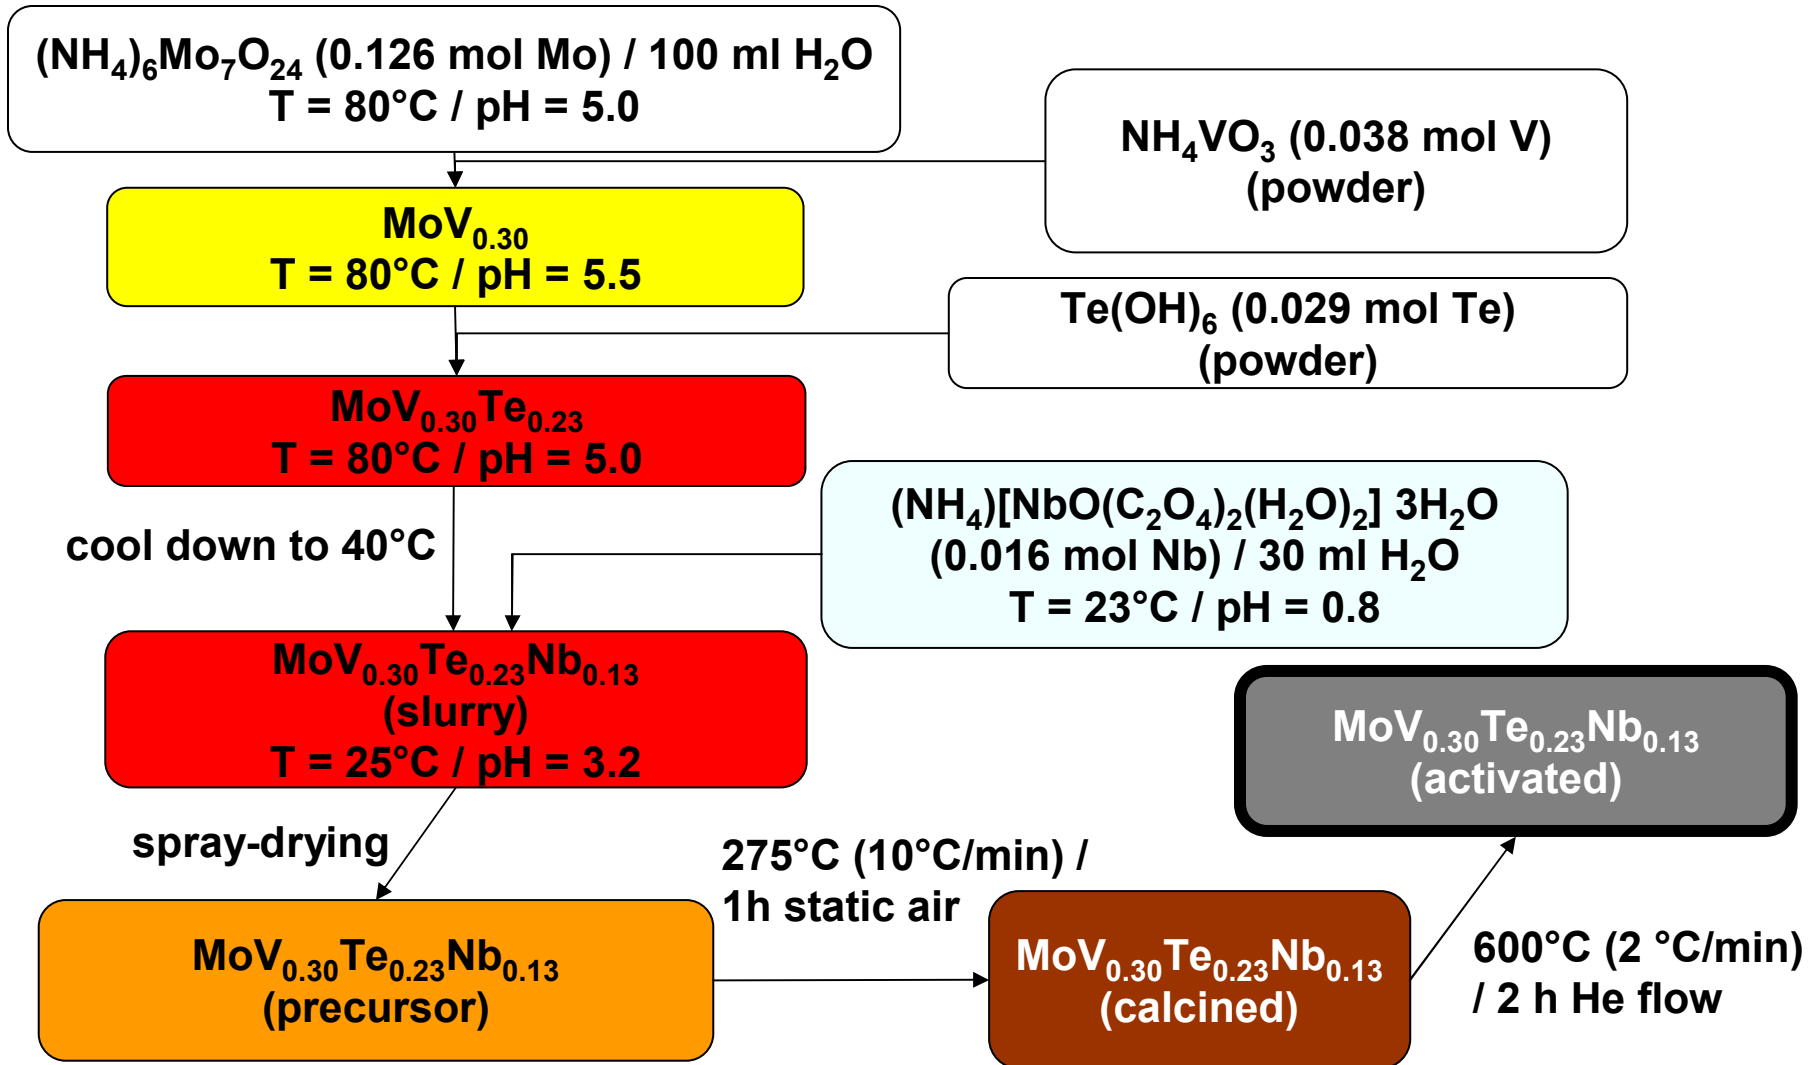 (NH₄)₆Mo₇O₂₄ (0.126 mol Mo) / 100 ml H₂O
T = 80°C / pH = 5.0
NH₄VO₃ (0.038 mol V)
(powder)
MoV₀.₃₀
T = 80°C / pH = 5.5
Te(OH)₆ (0.029 mol Te)
(powder)
MoV₀.₃₀Te₀.₂₃
T = 80°C / pH = 5.0
cool down to 40°C
(NH₄)[NbO(C₂O₄)₂(H₂O)₂] 3H₂O
(0.016 mol Nb) / 30 ml H₂O
T = 23°C / pH = 0.8
MoV₀.₃₀Te₀.₂₃Nb₀.₁₃
(slurry)
T = 25°C / pH = 3.2
spray-drying
MoV₀.₃₀Te₀.₂₃Nb₀.₁₃
(precursor)
275°C (10°C/min) /
1h static air
MoV₀.₃₀Te₀.₂₃Nb₀.₁₃
(calcined)
600°C (2 °C/min)
/ 2 h He flow
MoV₀.₃₀Te₀.₂₃Nb₀.₁₃
(activated)